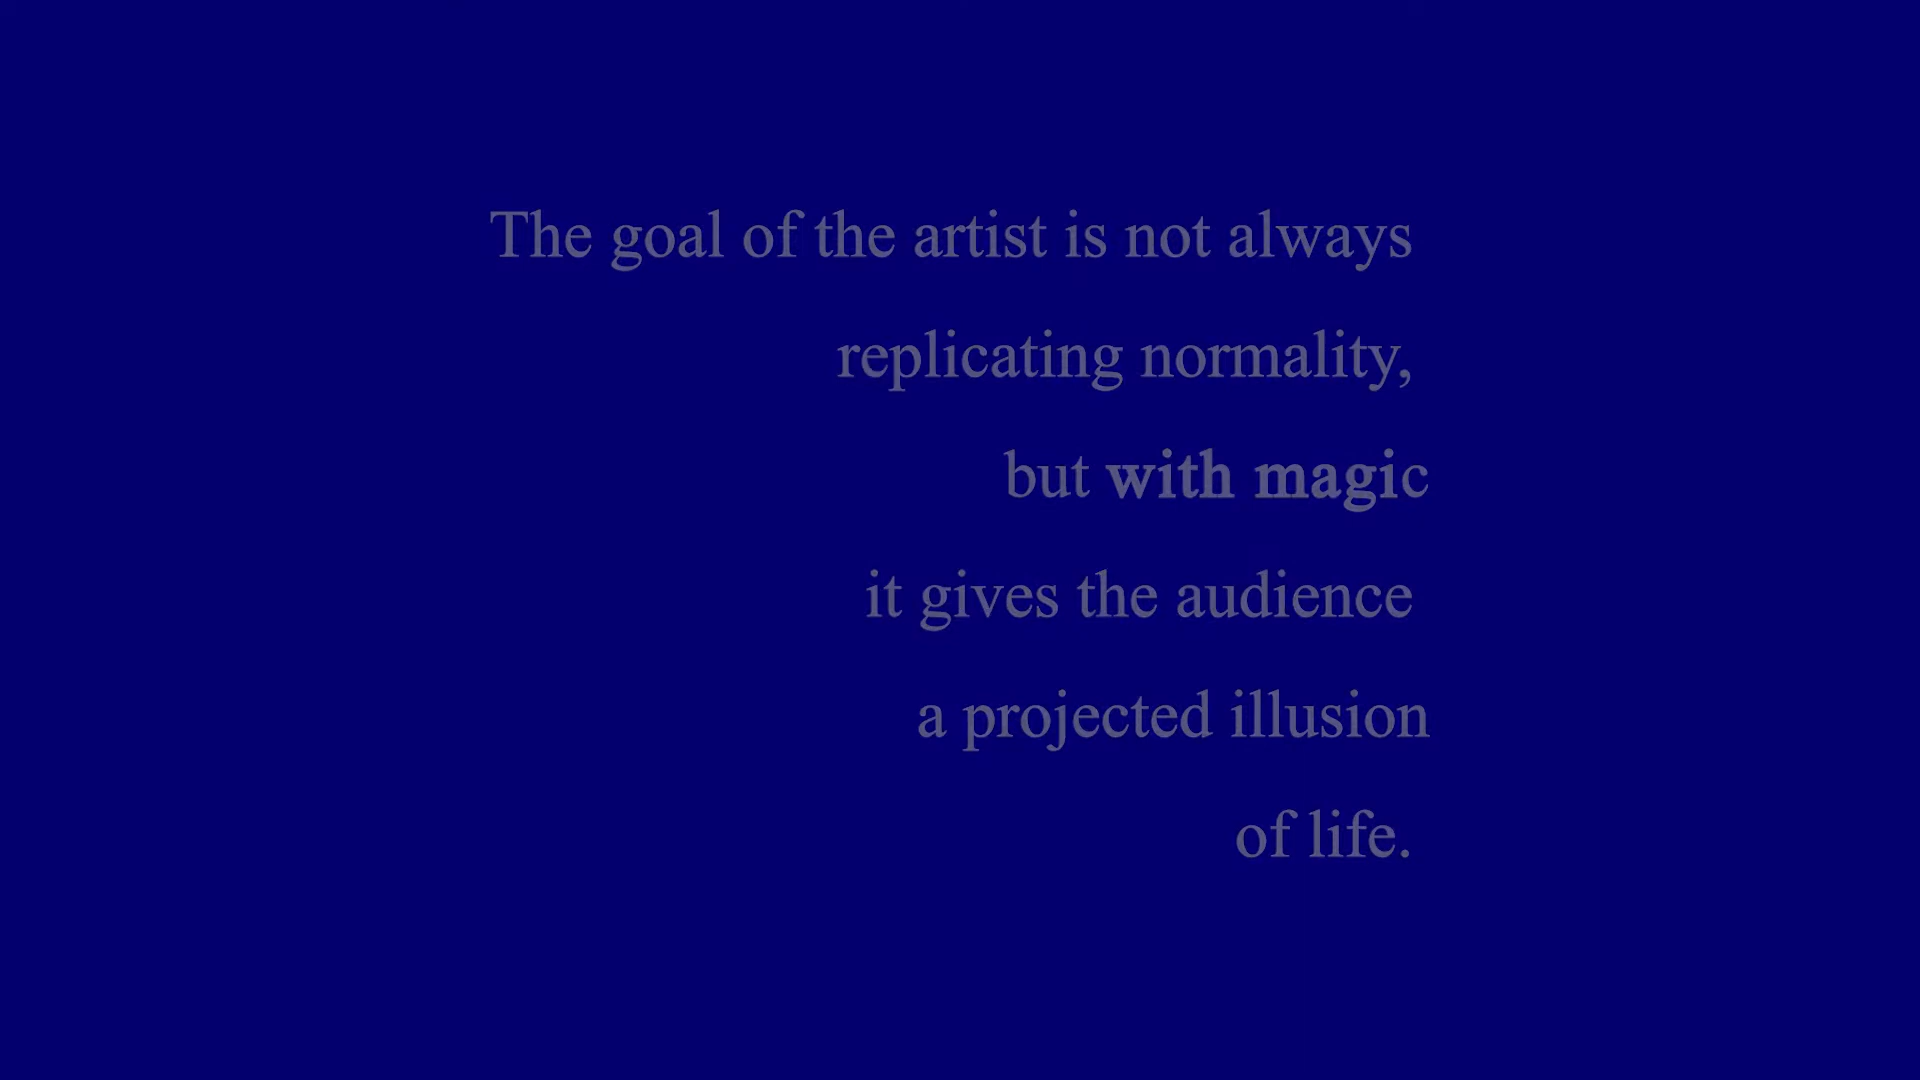 The goal of the artist is not always
replicating normality,
but with magic
it gives the audience
a projected illusion
of life.